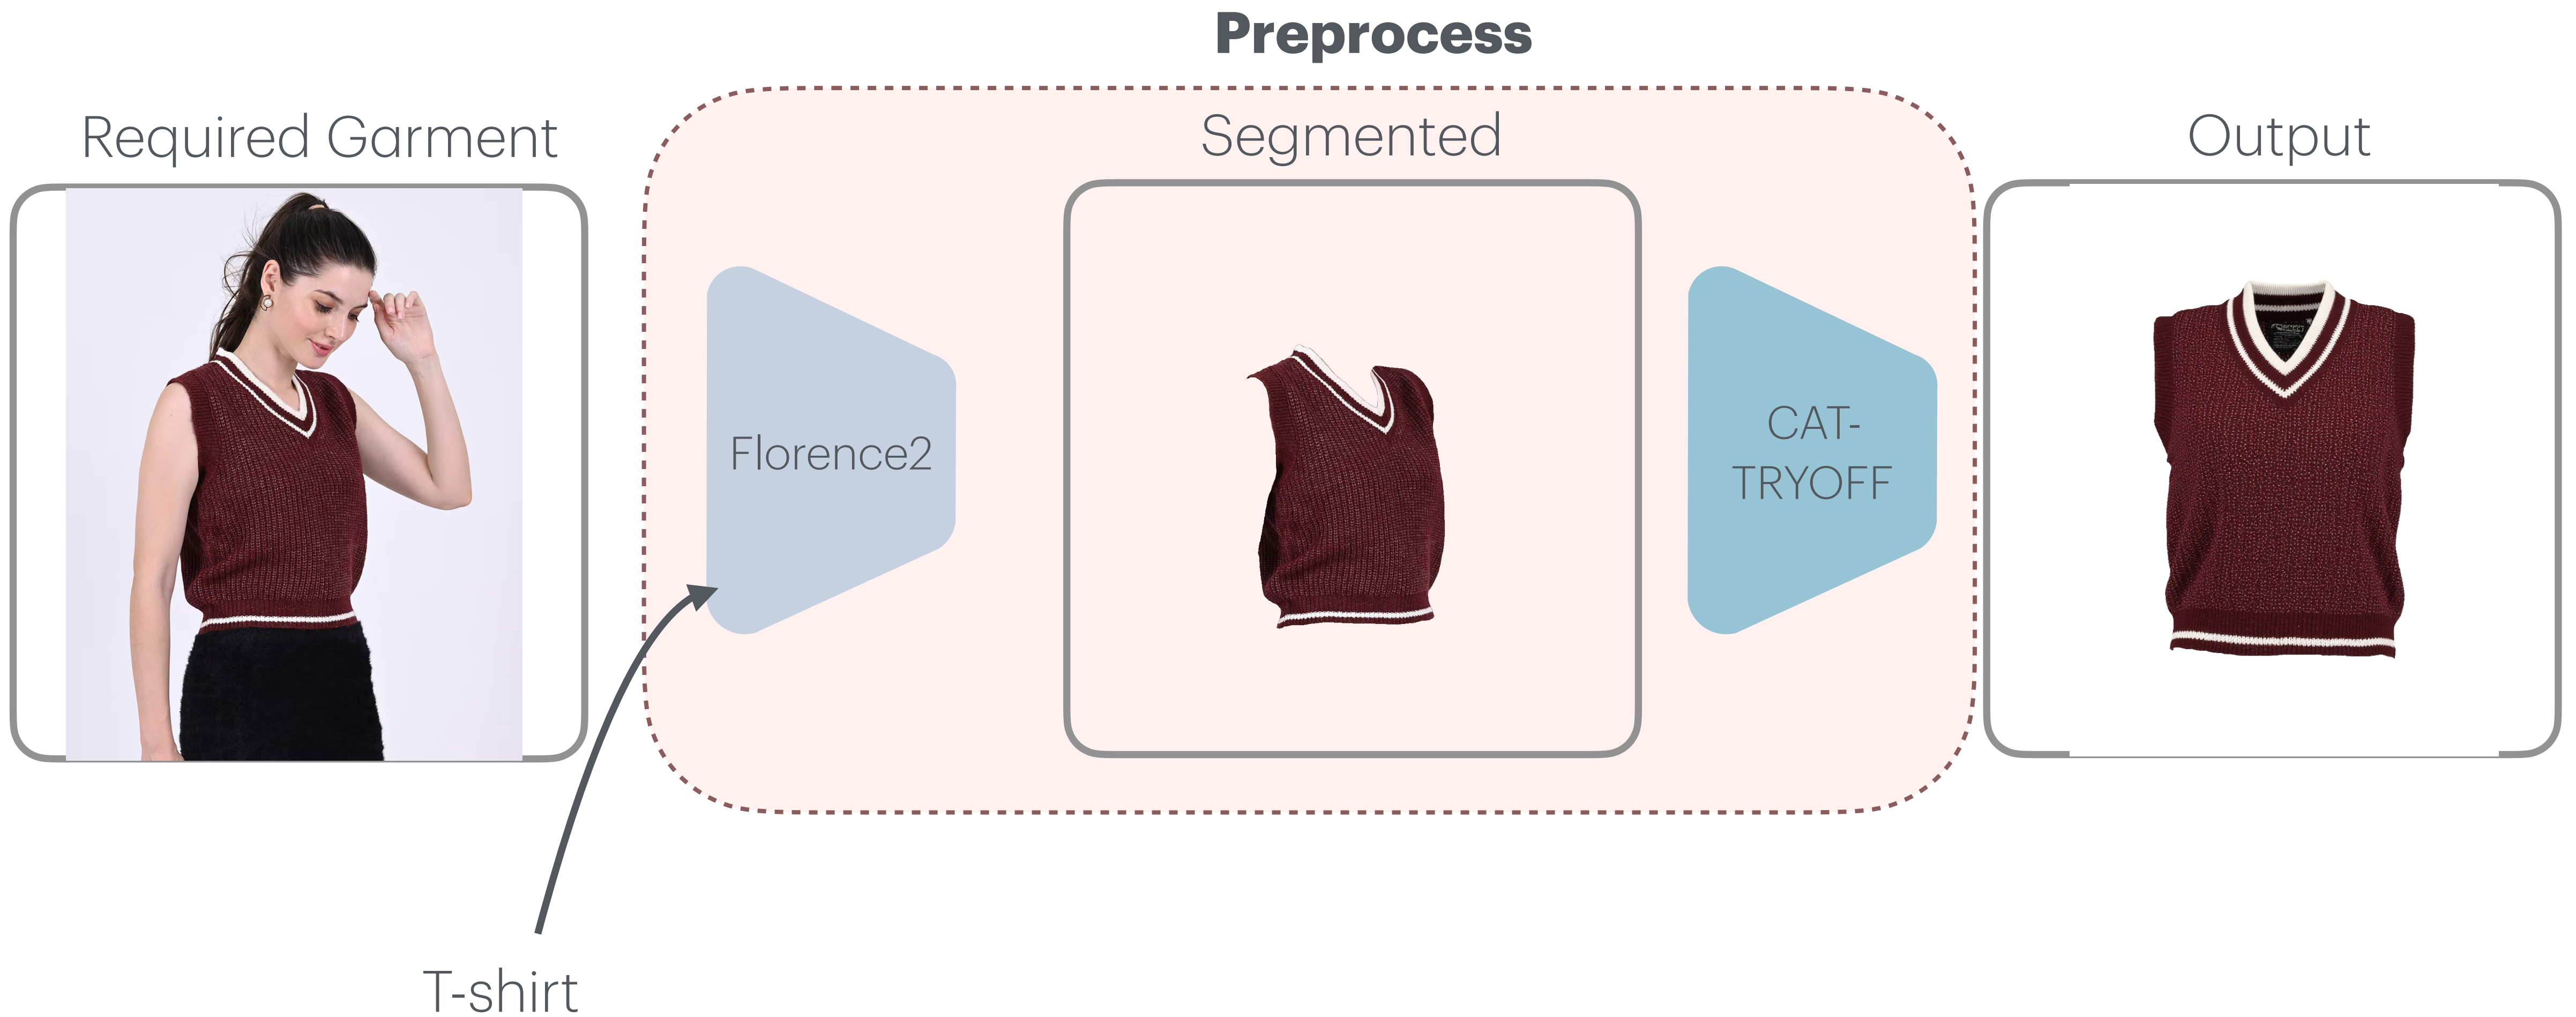 Preprocess
Required Garment
Segmented
Output
Florence2
CAT-
TRYOFF
T-shirt